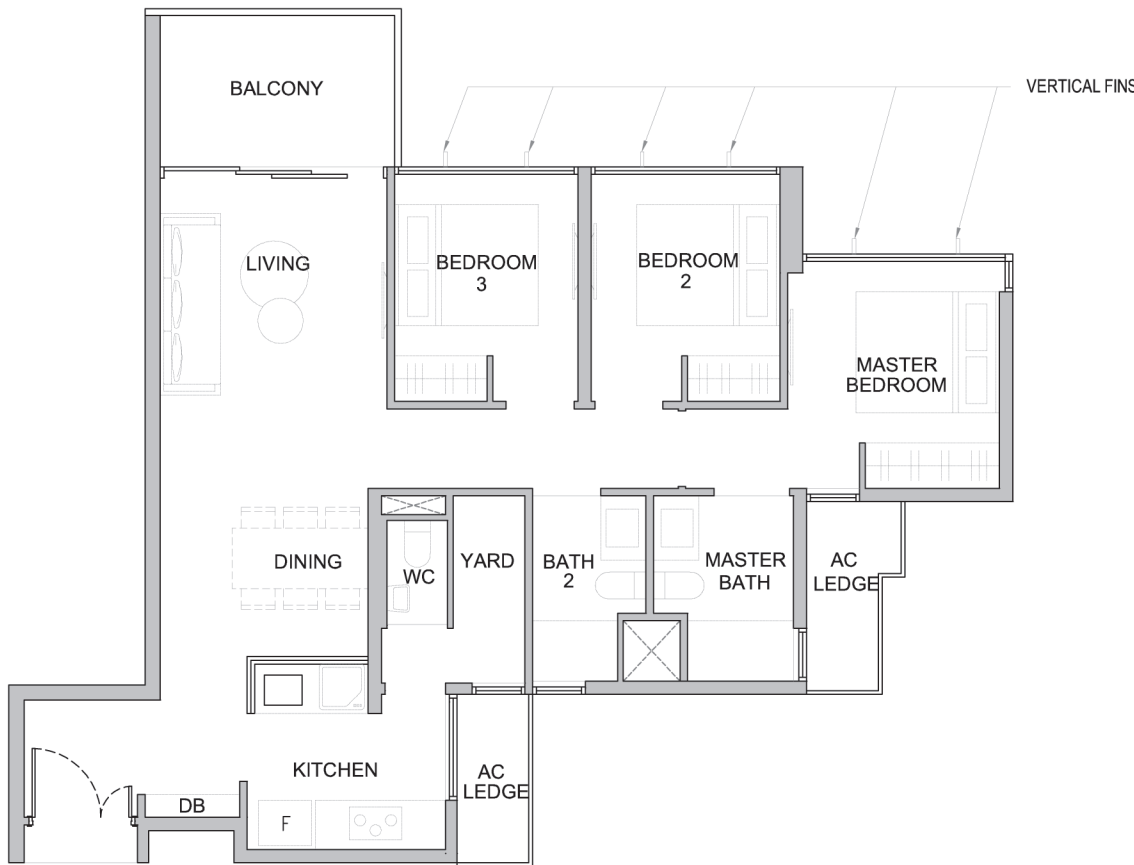 BALCONY
VERTICAL FINS
LIVING
BEDROOM
3
BEDROOM
2
MASTER
BEDROOM
DINING
WC
YARD
BATH
2
MASTER
BATH
AC
LEDGE
KITCHEN
AC
LEDGE
DB
F